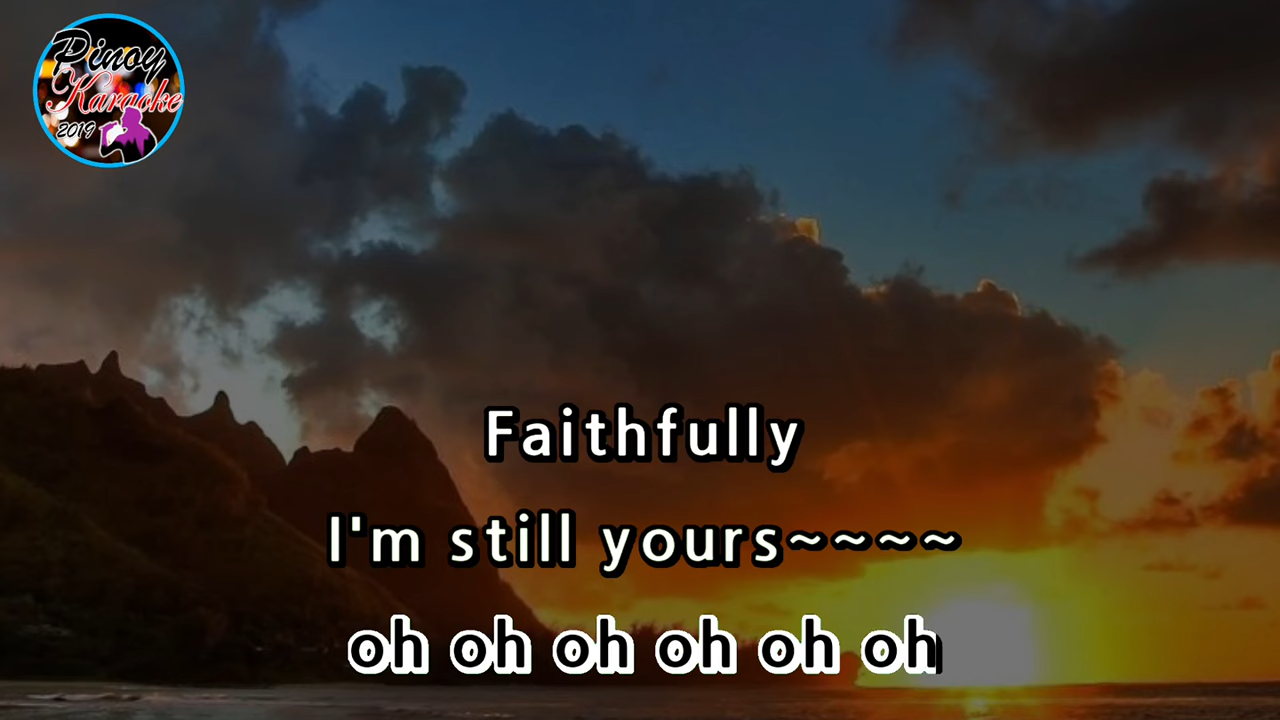 Pinoy
Karaoke
2019
Faithfully
I'm still yours~~~~
oh oh oh oh oh oh